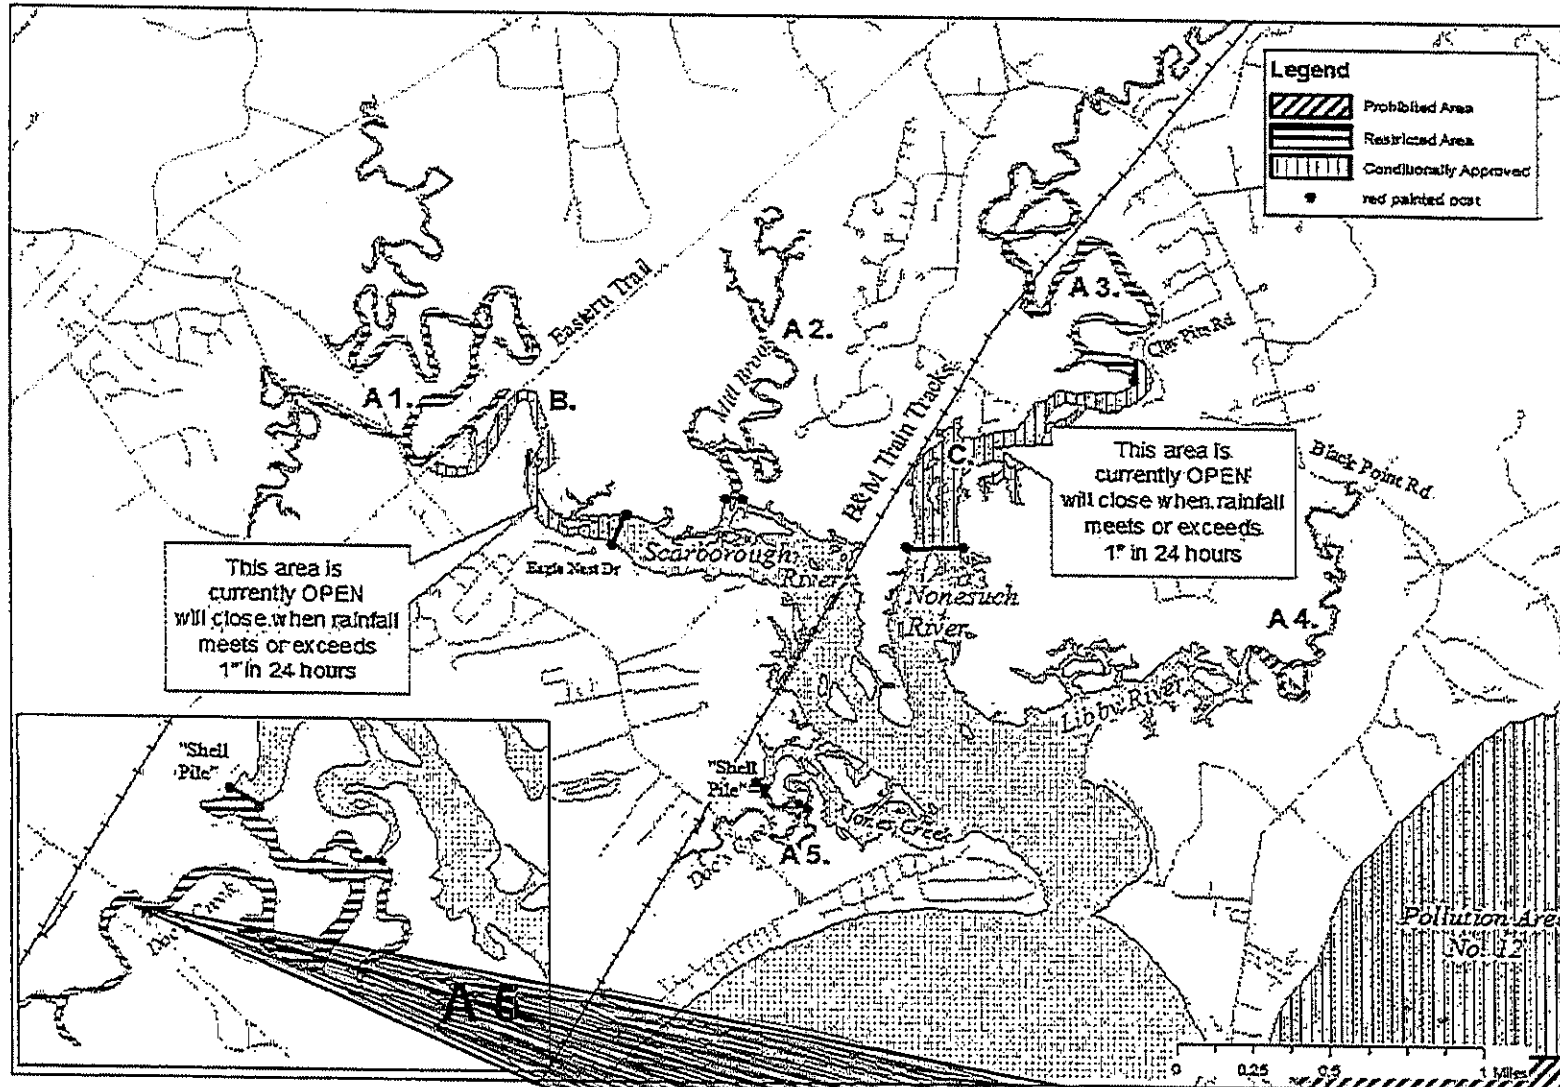 Legend
Prohibited Area
Restricted Area
Conditionally Approved
red painted post
Eastern Trail
A 1.
B.
A 2.
Mill Brook
B&M Train Tracks
A 3.
Clay Pits Rd
C.
This area is
currently OPEN
will close when rainfall
meets or exceeds
1" in 24 hours
Black Point Rd
This area is
currently OPEN
will close when rainfall
meets or exceeds
1" in 24 hours
Eagle Nest Dr
Scarborough
River
Nonesuch
River
A 4.
Libby River
"Shell
Pile"
"Shell
Pile"
Jones Creek
A 5.
A 6
Pollution Area
No. 12
0
0.25
0.5
1 Miles